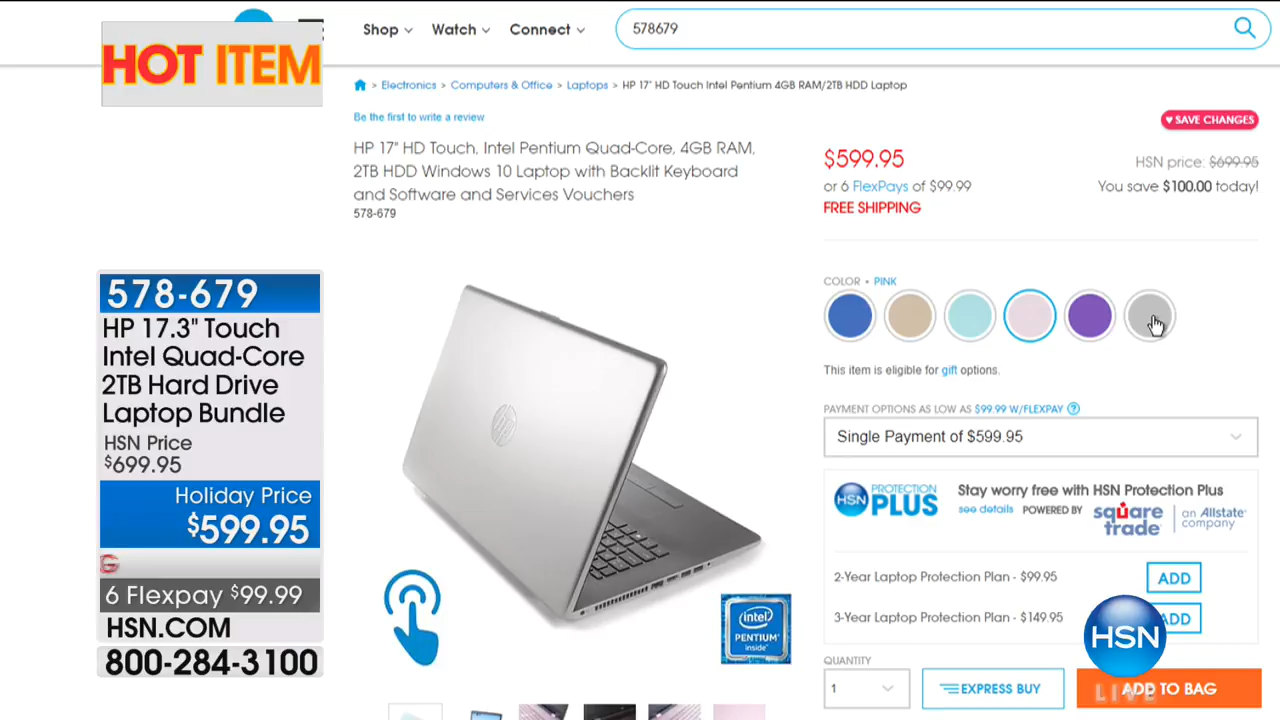 Shop Watch Connect 578679
HOT ITEM
Electronics > Computers & Office > Laptops > HP 17" HD Touch Intel Pentium 4GB RAM/2TB HDD Laptop
Be the first to write a review
♥ SAVE CHANGES
HP 17" HD Touch, Intel Pentium Quad-Core, 4GB RAM,
2TB HDD Windows 10 Laptop with Backlit Keyboard
and Software and Services Vouchers
578-679
$599.95 HSN price: $699.95
or 6 FlexPays of $99.99 You save $100.00 today!
FREE SHIPPING
COLOR • PINK
This item is eligible for gift options.
PAYMENT OPTIONS AS LOW AS $99.99 W/FLEXPAY ?
Single Payment of $599.95
HSN PROTECTION PLUS
Stay worry free with HSN Protection Plus
see details POWERED BY square trade | an Allstate company
2-Year Laptop Protection Plan - $99.95 ADD
3-Year Laptop Protection Plan - $149.95 ADD
HSN
LIVE
QUANTITY
1
EXPRESS BUY
ADD TO BAG
hp
intel
PENTIUM
inside™
578-679
HP 17.3" Touch
Intel Quad-Core
2TB Hard Drive
Laptop Bundle
HSN Price
$699.95
Holiday Price
$599.95
G
6 Flexpay $99.99
HSN.COM
800-284-3100